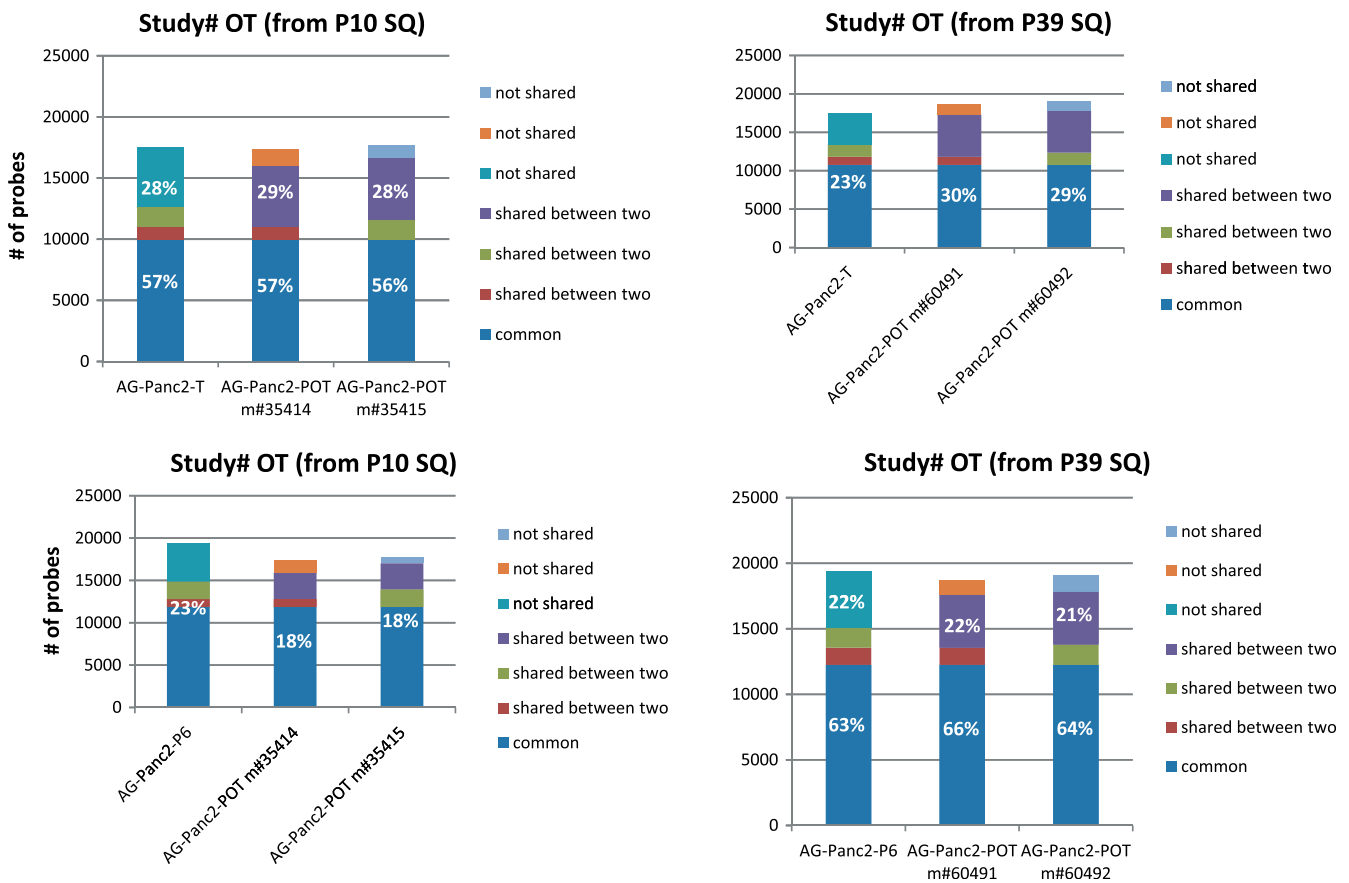 Study# OT (from P10 SQ)
# of probes
25000
20000
15000
10000
5000
0
28%
29%
28%
57%
57%
56%
AG-Panc2-T
AG-Panc2-POT
m#35414
AG-Panc2-POT
m#35415
not shared
not shared
not shared
shared between two
shared between two
shared between two
common
Study# OT (from P39 SQ)
25000
20000
15000
10000
5000
0
23%
30%
29%
AG-Panc2-T
AG-Panc2-POT m#60491
AG-Panc2-POT m#60492
not shared
not shared
not shared
shared between two
shared between two
shared between two
common
Study# OT (from P10 SQ)
# of probes
25000
20000
15000
10000
5000
0
23%
18%
18%
AG-Panc2-P6
AG-Panc2-POT m#35414
AG-Panc2-POT m#35415
not shared
not shared
not shared
shared between two
shared between two
shared between two
common
Study# OT (from P39 SQ)
25000
20000
15000
10000
5000
0
22%
22%
21%
63%
66%
64%
AG-Panc2-P6
AG-Panc2-POT
m#60491
AG-Panc2-POT
m#60492
not shared
not shared
not shared
shared between two
shared between two
shared between two
common